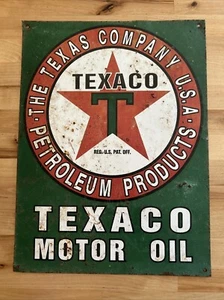 THE TEXAS COMPANY U.S.A
TEXACO
T
REG. U.S. PAT. OFF.
PETROLEUM PRODUCTS
TEXACO
MOTOR OIL